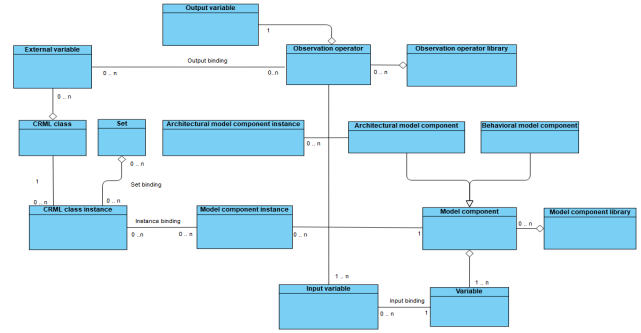 Output variable
1
External variable
Observation operator
Observation operator library
Output binding
0 .. n
0..n
0 .. n
0 .. n
CRML class
Set
Architectural model component instance
Architectural model component
Behavioral model component
0 .. n
0 .. n
1
Set binding
0 .. n
0 .. n
CRML class instance
Model component instance
Model component
Model component library
Instance binding
0 .. n
0 ..n
0 .. n
0 .. n
1
1 .. n
1 .. n
Input variable
Variable
Input binding
0 .. n
1